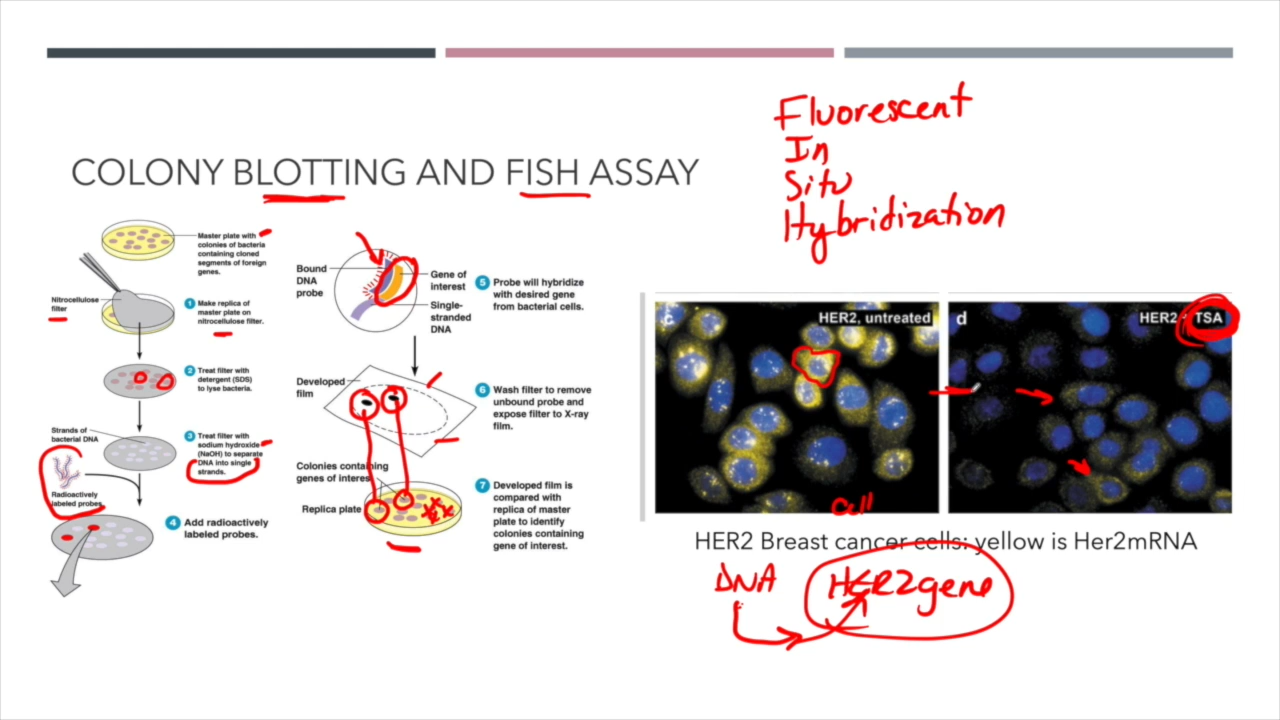 Fluorescent
In
Situ
Hybridization
COLONY BLOTTING AND FISH ASSAY
Master plate with
colonies of bacteria
containing cloned
segments of foreign
genes.
Nitrocellulose
filter
1 Make replica of
master plate on
nitrocellulose filter.
2 Treat filter with
detergent (SDS)
to lyse bacteria.
Strands of
bacterial DNA
3 Treat filter with
sodium hydroxide
(NaOH) to separate
DNA into single
strands.
Radioactively
labeled probes
4 Add radioactively
labeled probes.
Bound
DNA
probe
Gene of
interest
Single-
stranded
DNA
5 Probe will hybridize
with desired gene
from bacterial cells.
Developed
film
6 Wash filter to remove
unbound probe and
expose filter to X-ray
film.
Colonies containing
genes of interest
Replica plate
7 Developed film is
compared with
replica of master
plate to identify
colonies containing
gene of interest.
c HER2, untreated
d HER2 TSA
Cell
HER2 Breast cancer cells: yellow is Her2mRNA
DNA
HER2 gene